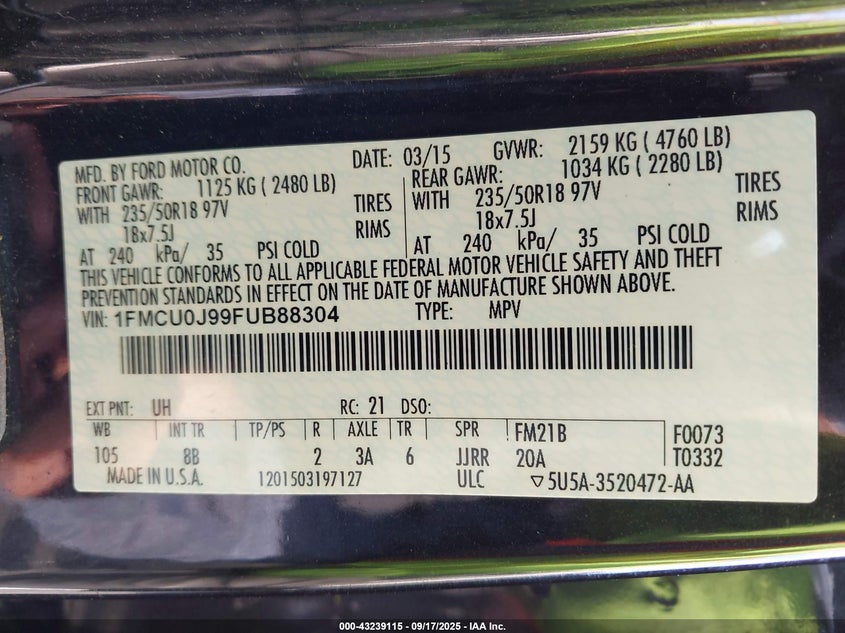 MFD. BY FORD MOTOR CO. DATE: 03/15 GVWR: 2159 KG ( 4760 LB)
FRONT GAWR: 1125 KG ( 2480 LB) REAR GAWR: 1034 KG ( 2280 LB)
WITH 235/50R18 97V TIRES WITH 235/50R18 97V TIRES
18x7.5J RIMS 18x7.5J RIMS
AT 240 kPa/ 35 PSI COLD AT 240 kPa/ 35 PSI COLD
THIS VEHICLE CONFORMS TO ALL APPLICABLE FEDERAL MOTOR VEHICLE SAFETY AND THEFT
PREVENTION STANDARDS IN EFFECT ON THE DATE OF MANUFACTURE SHOWN ABOVE.
VIN: 1FMCU0J99FUB88304 TYPE: MPV
EXT PNT: UH RC: 21 DSO:
WB INT TR TP/PS R AXLE TR SPR FM21B F0073
105 8B 2 3A 6 JJRR 20A T0332
MADE IN U.S.A. 1201503197127 ULC ▽5U5A-3520472-AA
000-43239115 - 09/17/2025 - IAA Inc.